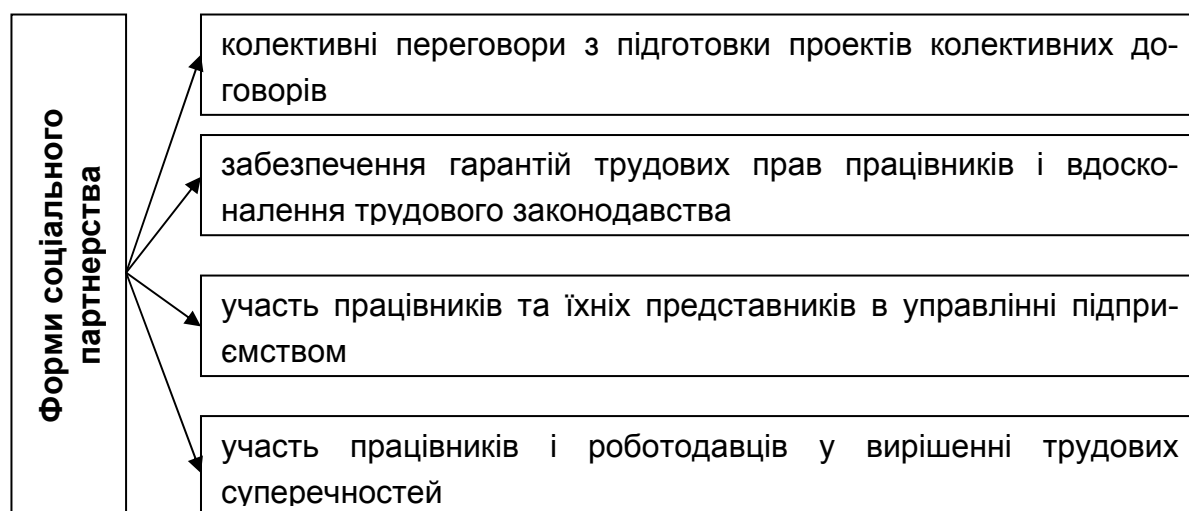 Форми соціального
партнерства
колективні переговори з підготовки проектів колективних до-
говорів
забезпечення гарантій трудових прав працівників і вдоско-
налення трудового законодавства
участь працівників та їхніх представників в управлінні підпри-
ємством
участь працівників і роботодавців у вирішенні трудових
суперечностей